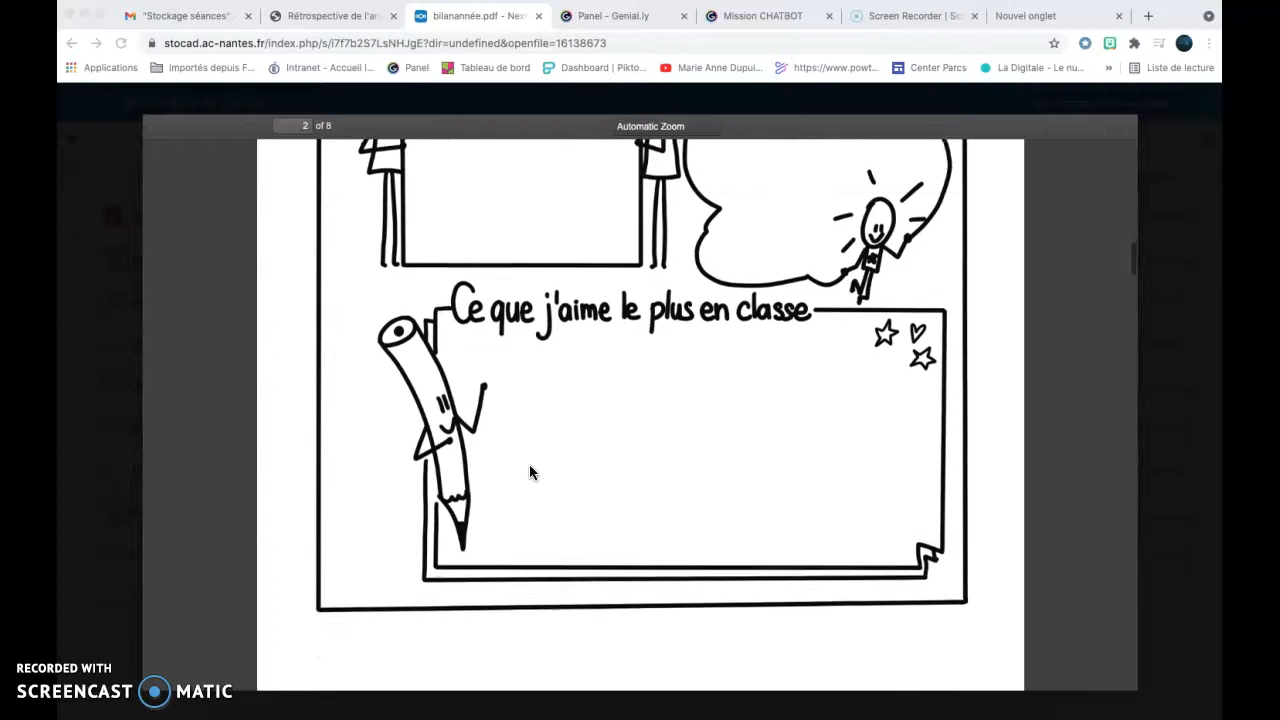 "Stockage séances" -
Rétrospective de l'an
bilanannée.pdf - Nex
Panel - Genial.ly
Mission CHATBOT
Screen Recorder | Sc
Nouvel onglet
stocad.ac-nantes.fr/index.php/s/i7f7b2S7LsNHJgE?dir=undefined&openfile=16138673
Applications
Importés depuis F...
Intranet - Accueil I...
Panel
Tableau de bord
Dashboard | Pikto...
Marie Anne Dupui...
https://www.powt...
Center Parcs
La Digitale - Le nu...
»
Liste de lecture
2 of 8
Automatic Zoom
Ce que j'aime le plus en classe
RECORDED WITH
SCREENCAST MATIC